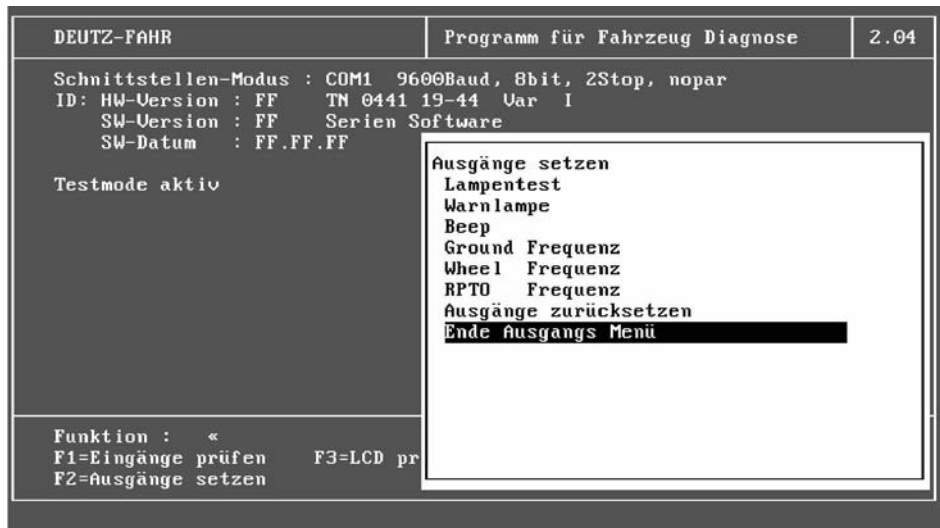 DEUTZ-FAHR Programm für Fahrzeug Diagnose 2.04
Schnittstellen-Modus : COM1 9600Baud, 8bit, 2Stop, nopar
ID: HW-Version : FF TN 0441 19-44 Var I
SW-Version : FF Serien Software
SW-Datum : FF.FF.FF
Testmode aktiv
Ausgänge setzen
Lampentest
Warnlampe
Beep
Ground Frequenz
Wheel Frequenz
RPTO Frequenz
Ausgänge zurücksetzen
Ende Ausgangs Menü
Funktion : «
F1=Eingänge prüfen F3=LCD pr
F2=Ausgänge setzen